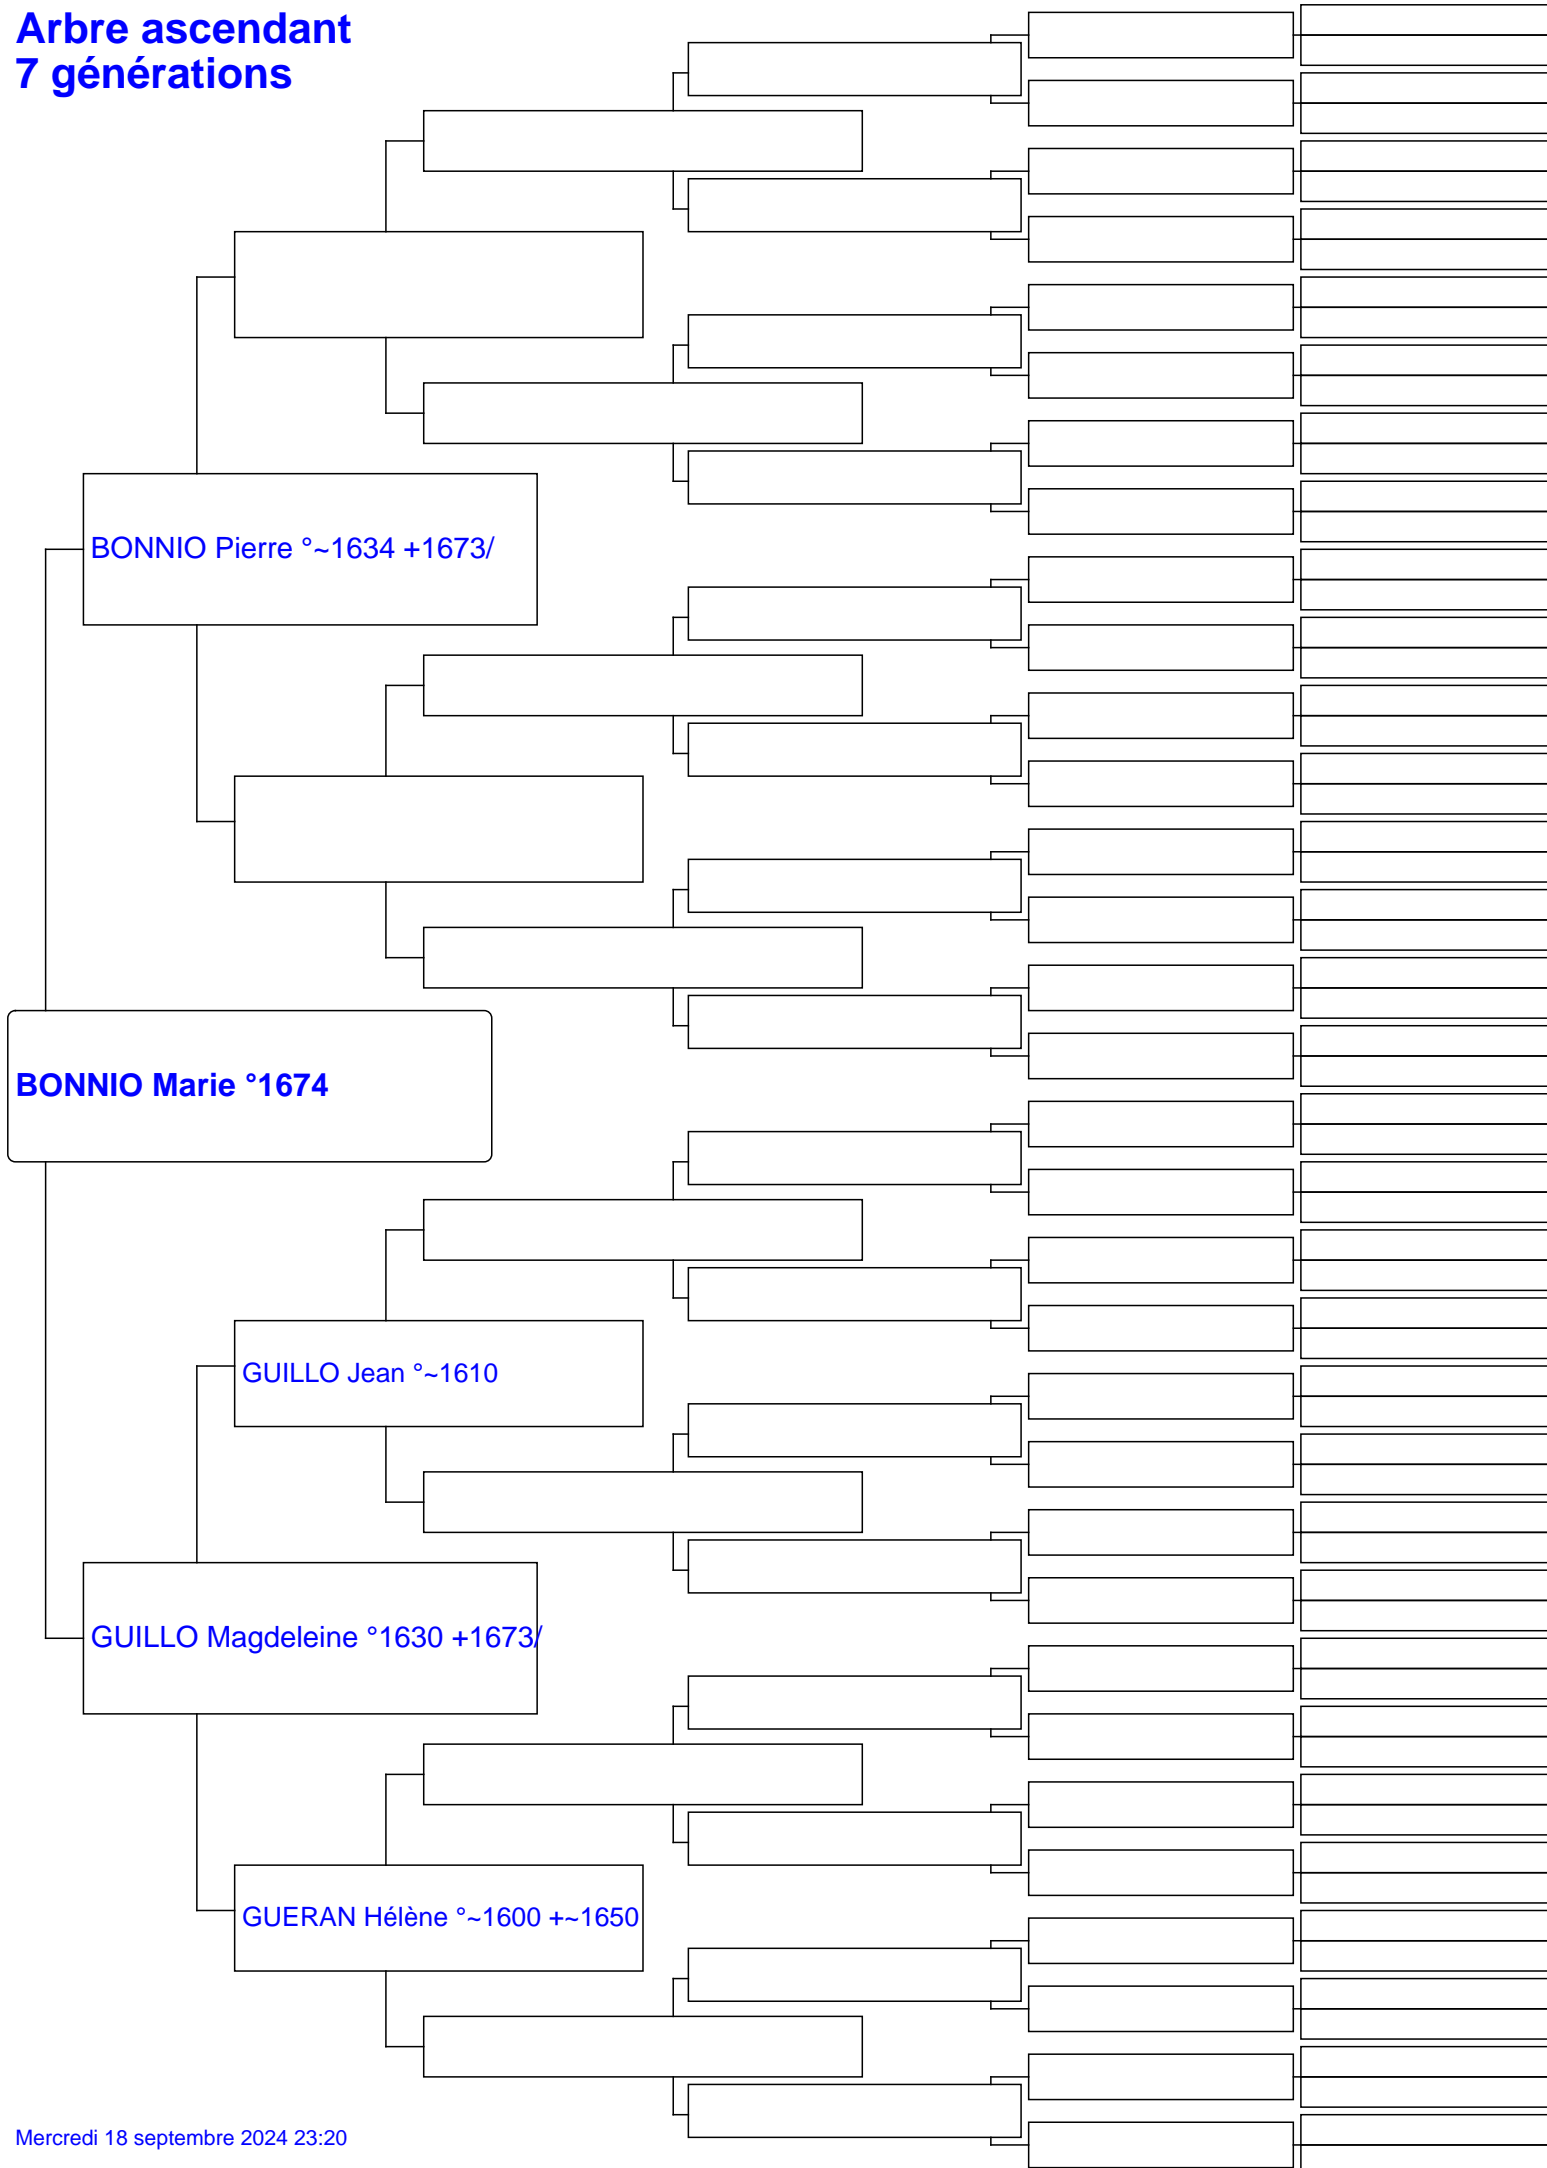 Arbre ascendant
7 générations
BONNIO Pierre °~1634 +1673/
BONNIO Marie °1674
GUILLO Jean °~1610
GUILLO Magdeleine °1630 +1673/
GUERAN Hélène °~1600 +~1650
Mercredi 18 septembre 2024 23:20